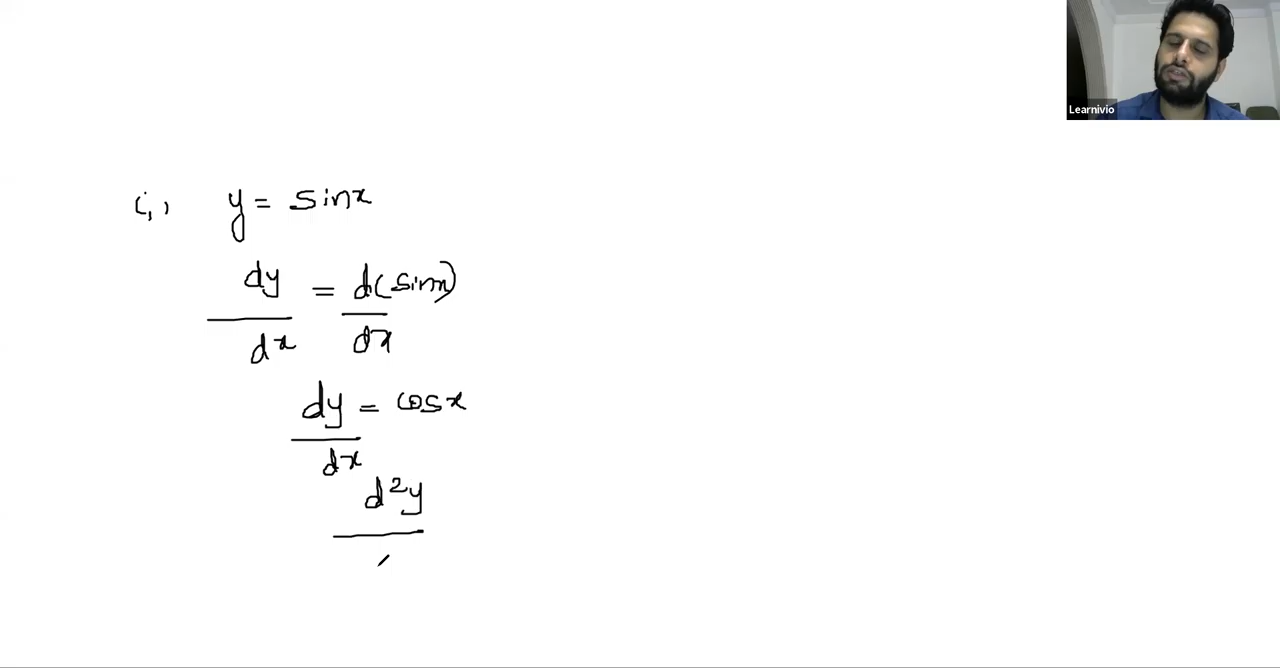 Learnivio
(i) y = sinx
dy/dx = d(sinx)/dx
dy/dx = cosx
d²y